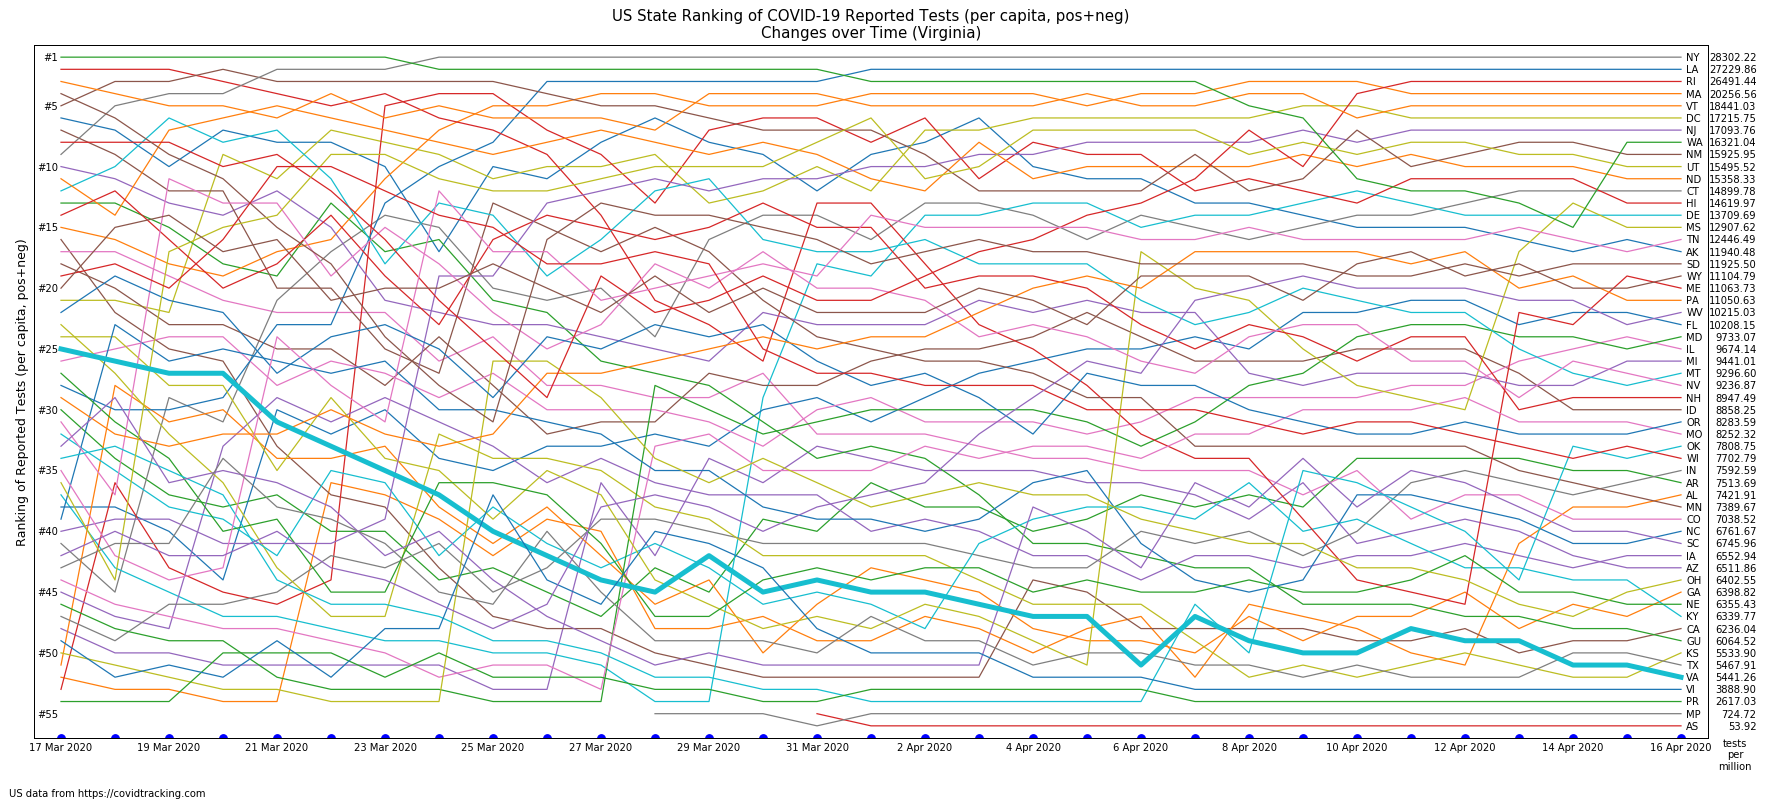 US State Ranking of COVID-19 Reported Tests (per capita, pos+neg)
Changes over Time (Virginia)
Ranking of Reported Tests (per capita, pos+neg)
#1
#5
#10
#15
#20
#25
#30
#35
#40
#45
#50
#55
NY 28302.22
LA 27229.86
RI 26491.44
MA 20256.56
VT 18441.03
DC 17215.75
NJ 17093.76
WA 16321.04
NM 15925.95
UT 15495.52
ND 15358.33
CT 14899.78
HI 14619.97
DE 13709.69
MS 12907.62
TN 12446.49
AK 11940.48
SD 11925.50
WY 11104.79
ME 11063.73
PA 11050.63
WV 10215.03
FL 10208.15
MD 9733.07
IL 9674.14
MI 9441.01
MT 9296.60
NV 9236.87
NH 8947.49
ID 8858.25
OR 8283.59
MO 8252.32
OK 7808.75
WI 7702.79
IN 7592.59
AR 7513.69
AL 7421.91
MN 7389.67
CO 7038.52
NC 6761.67
SC 6745.96
IA 6552.94
AZ 6511.86
OH 6402.55
GA 6398.82
NE 6355.43
KY 6339.77
CA 6236.04
GU 6064.52
KS 5533.90
TX 5467.91
VA 5441.26
VI 3888.90
PR 2617.03
MP 724.72
AS 53.92
17 Mar 2020 19 Mar 2020 21 Mar 2020 23 Mar 2020 25 Mar 2020 27 Mar 2020 29 Mar 2020 31 Mar 2020 2 Apr 2020 4 Apr 2020 6 Apr 2020 8 Apr 2020 10 Apr 2020 12 Apr 2020 14 Apr 2020 16 Apr 2020
tests
per
million
US data from https://covidtracking.com